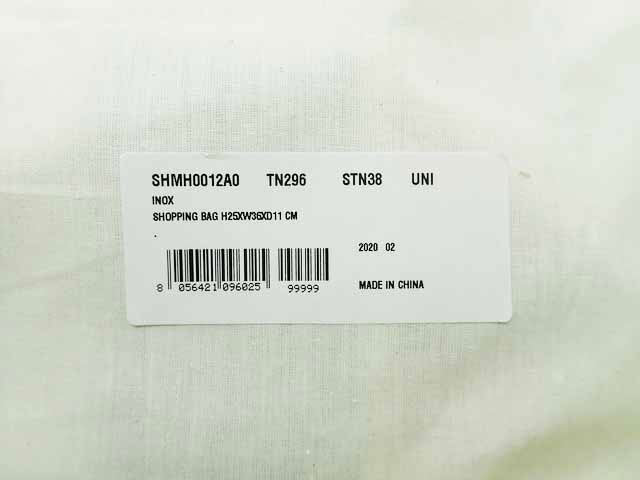 SHMH0012A0 TN296 STN38 UNI
INOX
SHOPPING BAG H25XW36XD11 CM
.
2020 02
8 056421 096025 99999
MADE IN CHINA